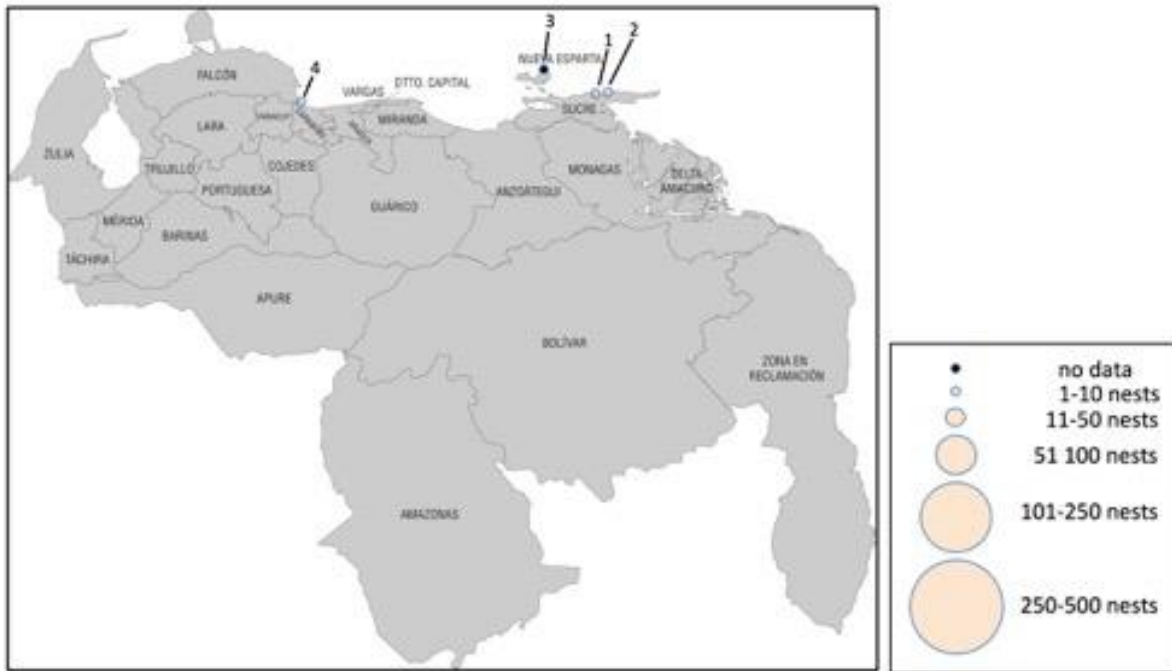 3
1
2
NUEVA ESPARTA
4
FALCÓN
VARGAS
DTTO. CAPITAL
SUCRE
LARA
MIRANDA
ZULIA
TRUJILLO
COJEDES
MONAGAS
DELTA
AMACURO
PORTUGUESA
ANZOÁTEGUI
GUÁRICO
MÉRIDA
BARINAS
TÁCHIRA
APURE
BOLÍVAR
ZONA EN
RECLAMACIÓN
AMAZONAS
no data
1-10 nests
11-50 nests
51 100 nests
101-250 nests
250-500 nests